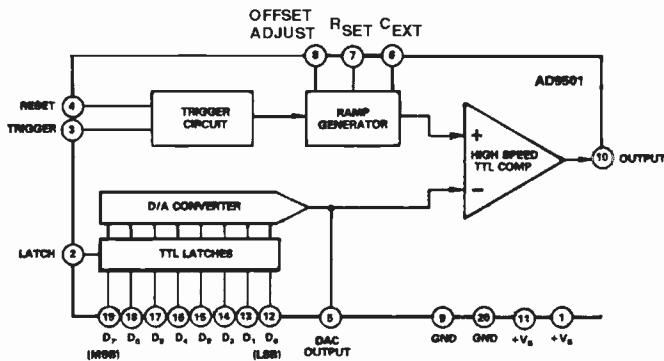 OFFSET
ADJUST
RSET
CEXT
8 7 6
AD9501
RESET 4
TRIGGER 3
TRIGGER
CIRCUIT
RAMP
GENERATOR
+
HIGH SPEED
TTL COMP
−
10 OUTPUT
D/A CONVERTER
LATCH 2
TTL LATCHES
19 18 17 16 15 14 13 12 5 9 20 11 1
D7 D6 D5 D4 D3 D2 D1 D0
(MSB) (LSB)
DAC
OUTPUT
GND GND +VS +VS